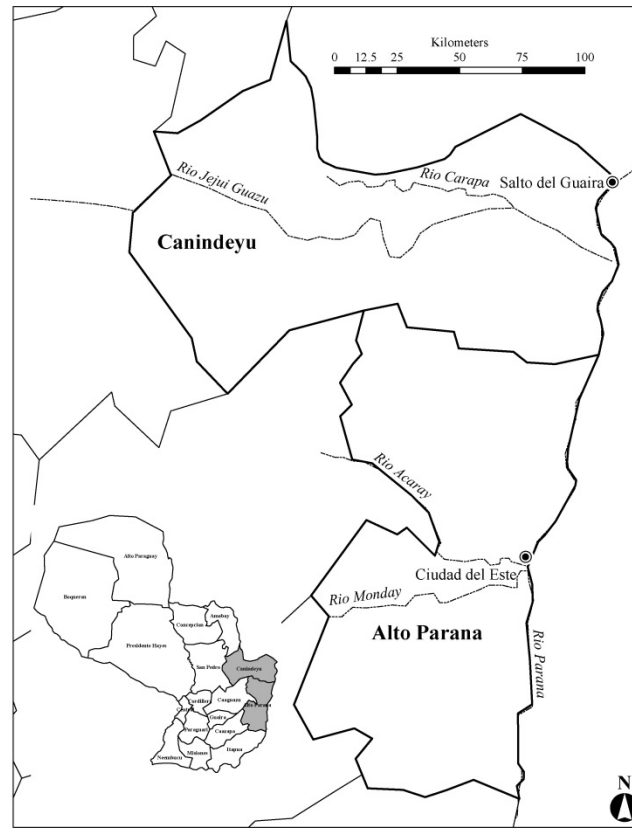 Kilometers
0 12.5 25 50 75 100
Rio Jejui Guazu
Rio Carapa
Salto del Guaira
Canindeyu
Rio Acaray
Ciudad del Este
Rio Monday
Alto Parana
Rio Parana
Alto Paraguay
Boqueron
Concepcion
Amambay
Presidente Hayes
San Pedro
Canindeyu
Cordillera
Caaguazu
Alto Parana
Central
Guaira
Paraguari
Caazapa
Misiones
Itapua
Neembucu
N